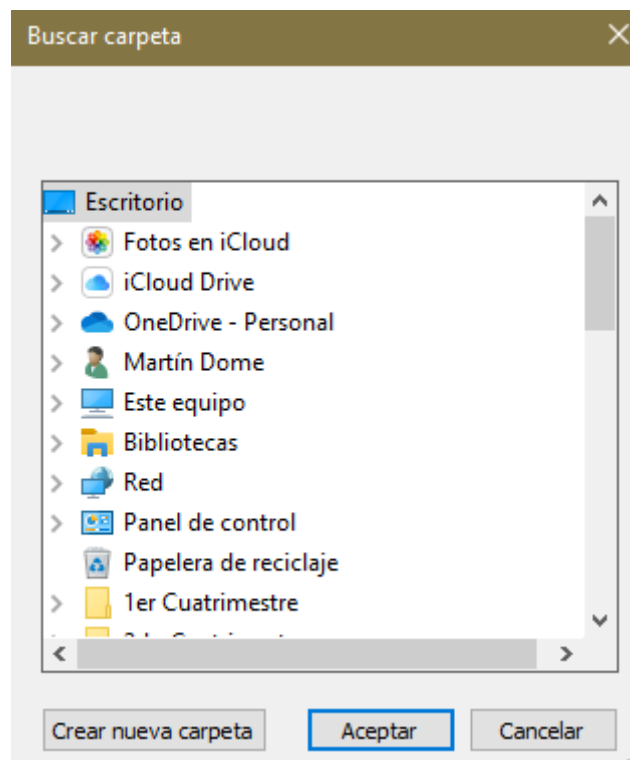 Buscar carpeta
Escritorio
Fotos en iCloud
iCloud Drive
OneDrive - Personal
Martín Dome
Este equipo
Bibliotecas
Red
Panel de control
Papelera de reciclaje
1er Cuatrimestre
Crear nueva carpeta
Aceptar
Cancelar